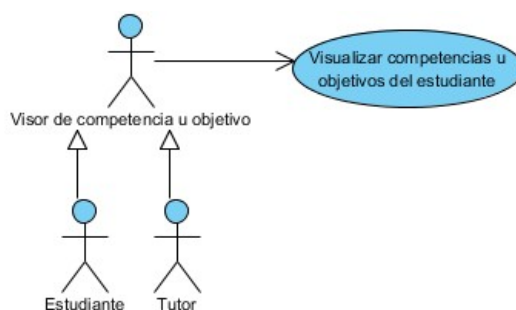 Visualizar competencias u
objetivos del estudiante
Visor de competencia u objetivo
Estudiante
Tutor